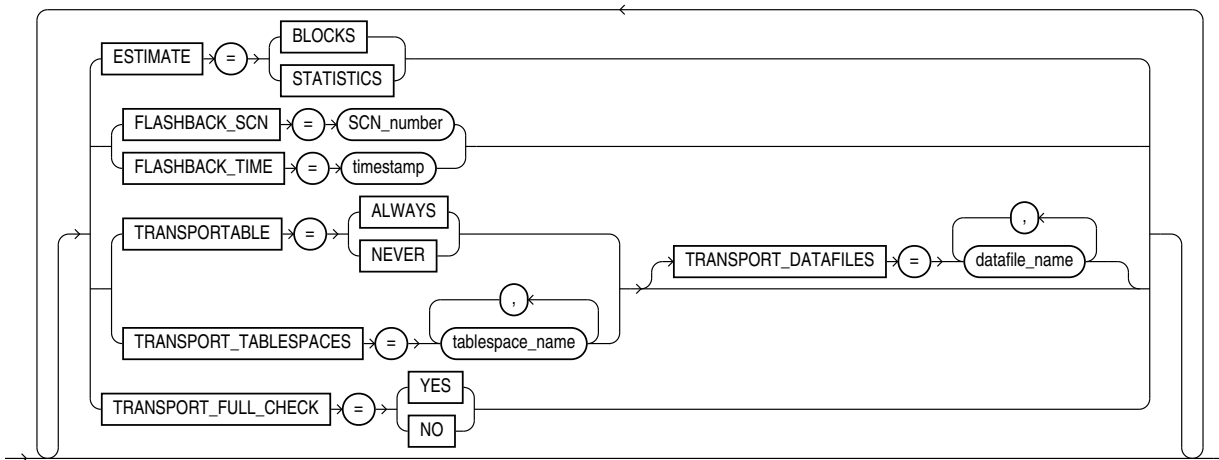 ESTIMATE = BLOCKS
STATISTICS
FLASHBACK_SCN = SCN_number
FLASHBACK_TIME = timestamp
TRANSPORTABLE = ALWAYS
NEVER
TRANSPORT_DATAFILES = datafile_name ,
TRANSPORT_TABLESPACES = tablespace_name ,
TRANSPORT_FULL_CHECK = YES
NO